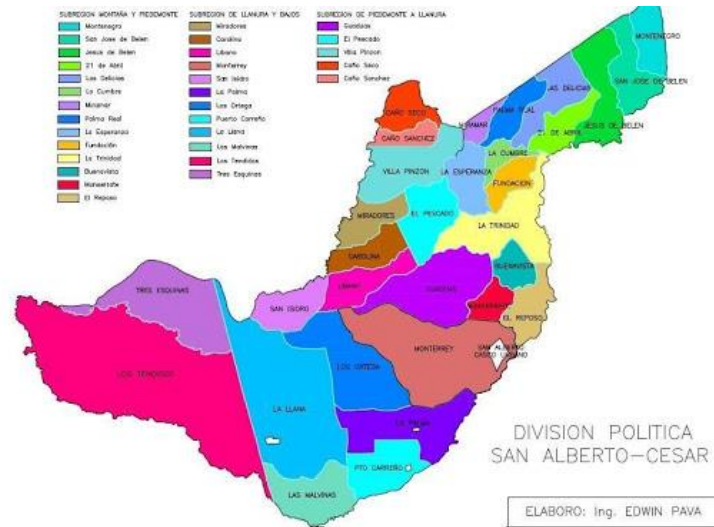 SUBREGION MONTAÑA Y PIEDEMONTE
Montenegro
San Jose de Belen
Jesus de Belen
21 de Abril
Las Delicias
La Cumbre
Miramar
Palma Real
La Esperanza
Fundación
La Trinidad
Buenavista
Monserrate
El Reposo
SUBREGION DE LLANURA Y BAJOS
Miradores
Carolina
Libano
Monterrey
San Isidro
La Palma
Los Ortega
Puerto Carreño
La Llana
Las Malvinas
Los Tendidos
Tres Esquinas
SUBREGION DE PIEDEMONTE A LLANURA
Guaduas
El Pescado
Villa Pinzon
Caño Seco
Caño Sanchez
MONTENEGRO
SAN JOSE DE BELEN
LAS DELICIAS
JESUS DE BELEN
PALMA REAL
21 DE ABRIL
MIRAMAR
CAÑO SECO
CAÑO SANCHEZ
LA CUMBRE
VILLA PINZON
LA ESPERANZA
FUNDACION
MIRADORES
EL PESCADO
LA TRINIDAD
CAROLINA
BUENAVISTA
LIBANO
GUADUAS
TRES ESQUINAS
SAN ISIDRO
MONSERRATE
EL REPOSO
MONTERREY
SAN ALBERTO
CASCO URBANO
LOS ORTEGA
LOS TENDIDOS
LA LLANA
LA PALMA
PTO CARREÑO
LAS MALVINAS
DIVISION POLITICA
SAN ALBERTO-CESAR
ELABORO: Ing. EDWIN PAVA